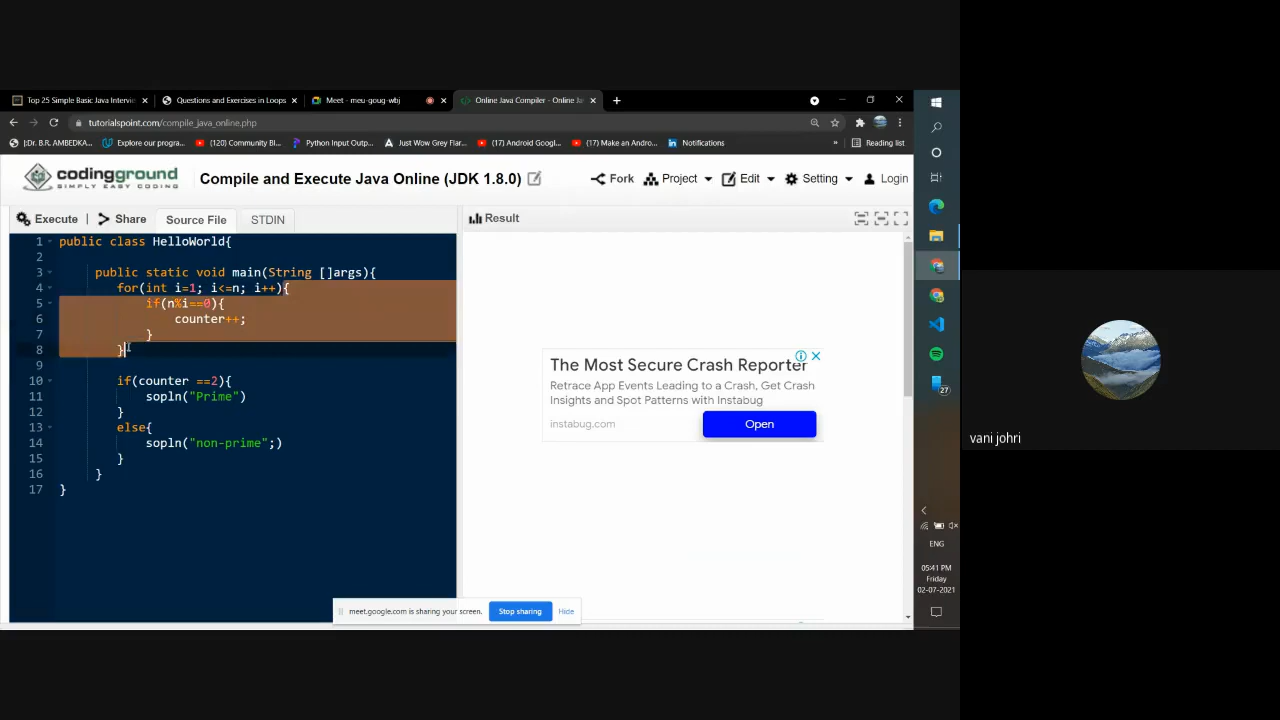 Top 25 Simple Basic Java Intervie
Questions and Exercises in Loops
Meet - meu-goug-wbj
Online Java Compiler - Online Ja
tutorialspoint.com/compile_java_online.php
|:Dr. B.R. AMBEDKA...
Explore our progra...
(120) Community Bl...
Python Input Outp...
Just Wow Grey Flar...
(17) Android Googl...
(17) Make an Andro...
Notifications
»
Reading list
codingground
SIMPLY EASY CODING
Compile and Execute Java Online (JDK 1.8.0)
Fork
Project
Edit
Setting
Login
Execute | Share
Source File
STDIN
Result
1 public class HelloWorld{
2
3 public static void main(String []args){
4 for(int i=1; i<=n; i++){
5 if(n%i==0){
6 counter++;
7 }
8 }
9
10 if(counter ==2){
11 sopln("Prime")
12 }
13 else{
14 sopln("non-prime";)
15 }
16 }
17 }
The Most Secure Crash Reporter
Retrace App Events Leading to a Crash, Get Crash
Insights and Spot Patterns with Instabug
instabug.com
Open
meet.google.com is sharing your screen.
Stop sharing
Hide
27
ENG
05:41 PM
Friday
02-07-2021
vani johri